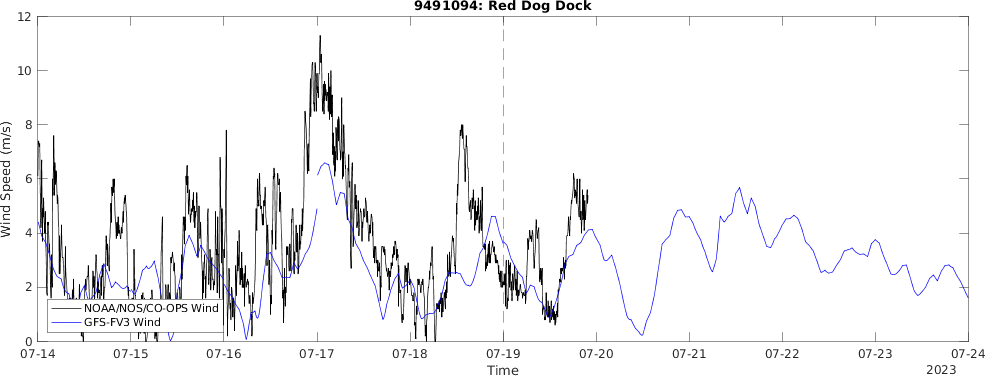 9491094: Red Dog Dock
12
10
8
6
4
2
0
Wind Speed (m/s)
NOAA/NOS/CO-OPS Wind
GFS-FV3 Wind
07-14 07-15 07-16 07-17 07-18 07-19 07-20 07-21 07-22 07-23 07-24
Time
2023